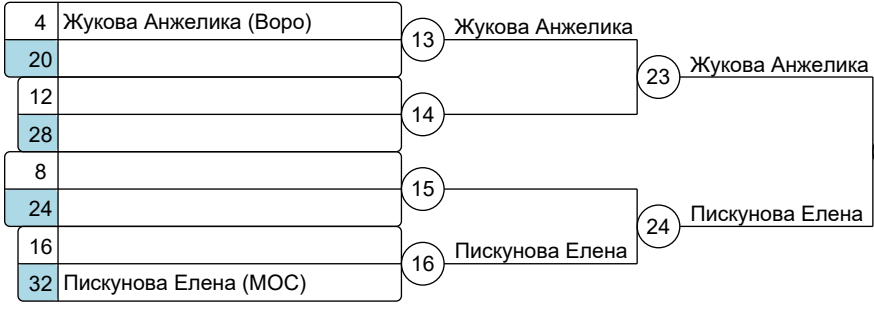 4 Жукова Анжелика (Воро)
20
13 Жукова Анжелика
12
28
14
23 Жукова Анжелика
8
24
15
16
32 Пискунова Елена (МОС)
16 Пискунова Елена
24 Пискунова Елена